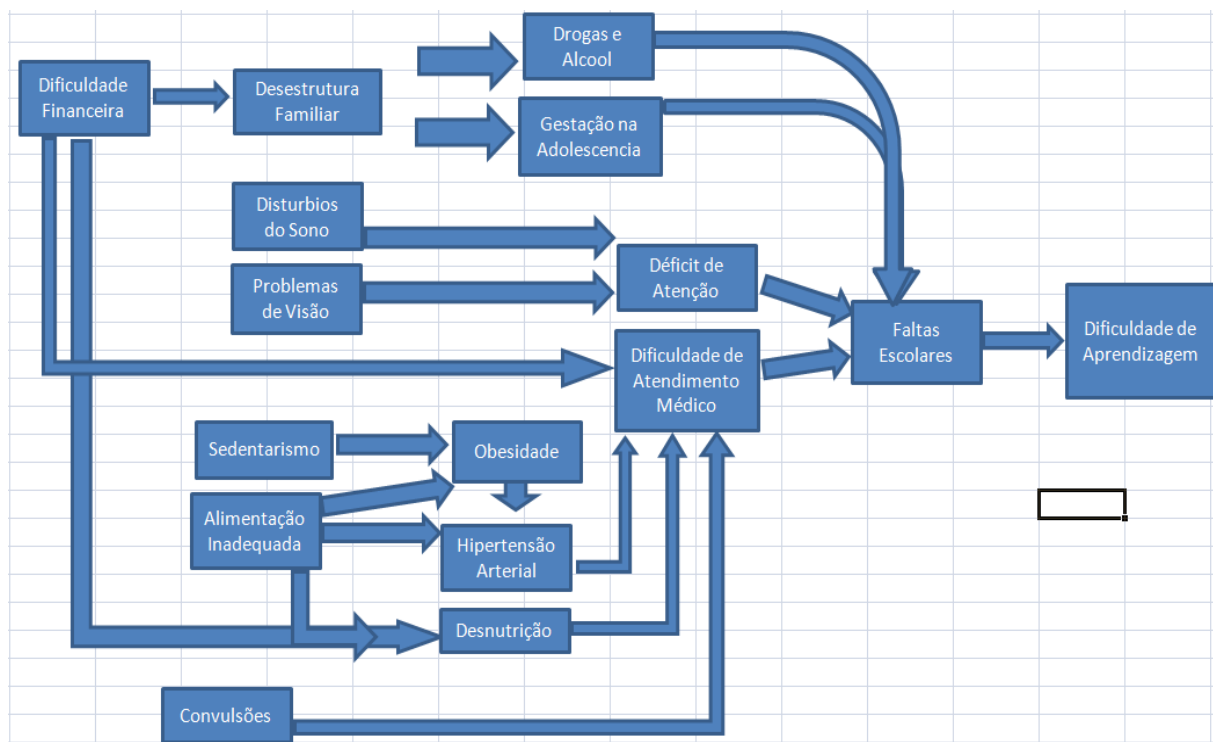 Drogas e
Alcool
Dificuldade
Financeira
Desestrutura
Familiar
Gestação na
Adolescencia
Disturbios
do Sono
Problemas
de Visão
Déficit de
Atenção
Faltas
Escolares
Dificuldade de
Aprendizagem
Dificuldade de
Atendimento
Médico
Sedentarismo
Obesidade
Alimentação
Inadequada
Hipertensão
Arterial
Desnutrição
Convulsões